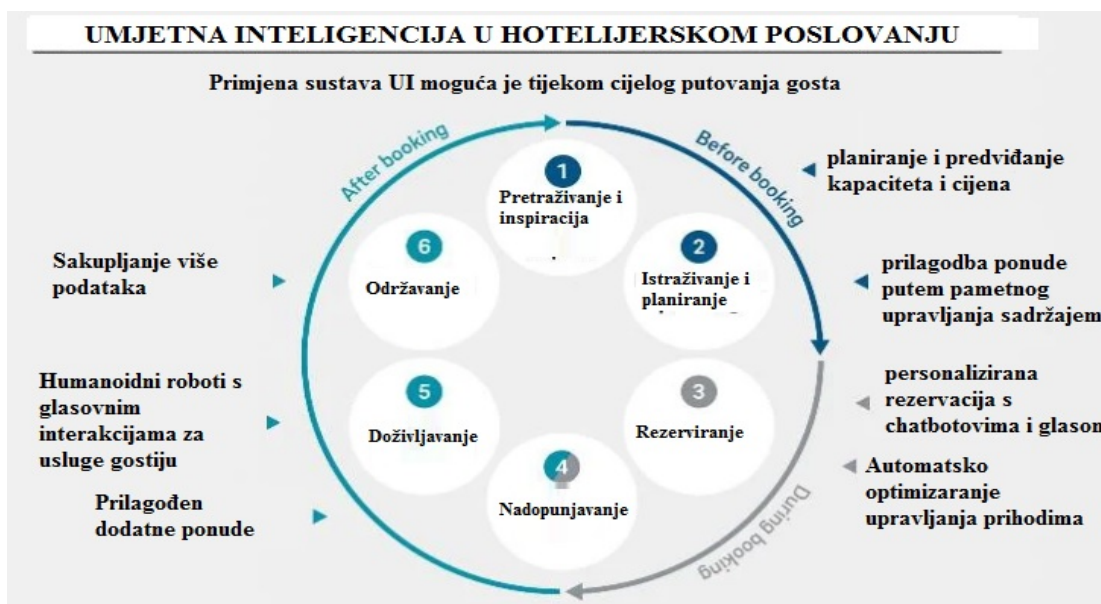 UMJETNA INTELIGENCIJA U HOTELIJERSKOM POSLOVANJU
Primjena sustava UI moguća je tijekom cijelog putovanja gosta
After booking
Before booking
During booking
1
Pretraživanje i
inspiracija
2
Istraživanje i
planiranje
3
Rezerviranje
4
Nadopunjavanje
5
Doživljavanje
6
Održavanje
planiranje i predviđanje
kapaciteta i cijena
prilagodba ponude
putem pametnog
upravljanja sadržajem
personalizirana
rezervacija s
chatbotovima i glason
Automatsko
optimizaranje
upravljanja prihodima
Sakupljanje više
podataka
Humanoidni roboti s
glasovnim
interakcijama za
usluge gostiju
Prilagođen
dodatne ponude